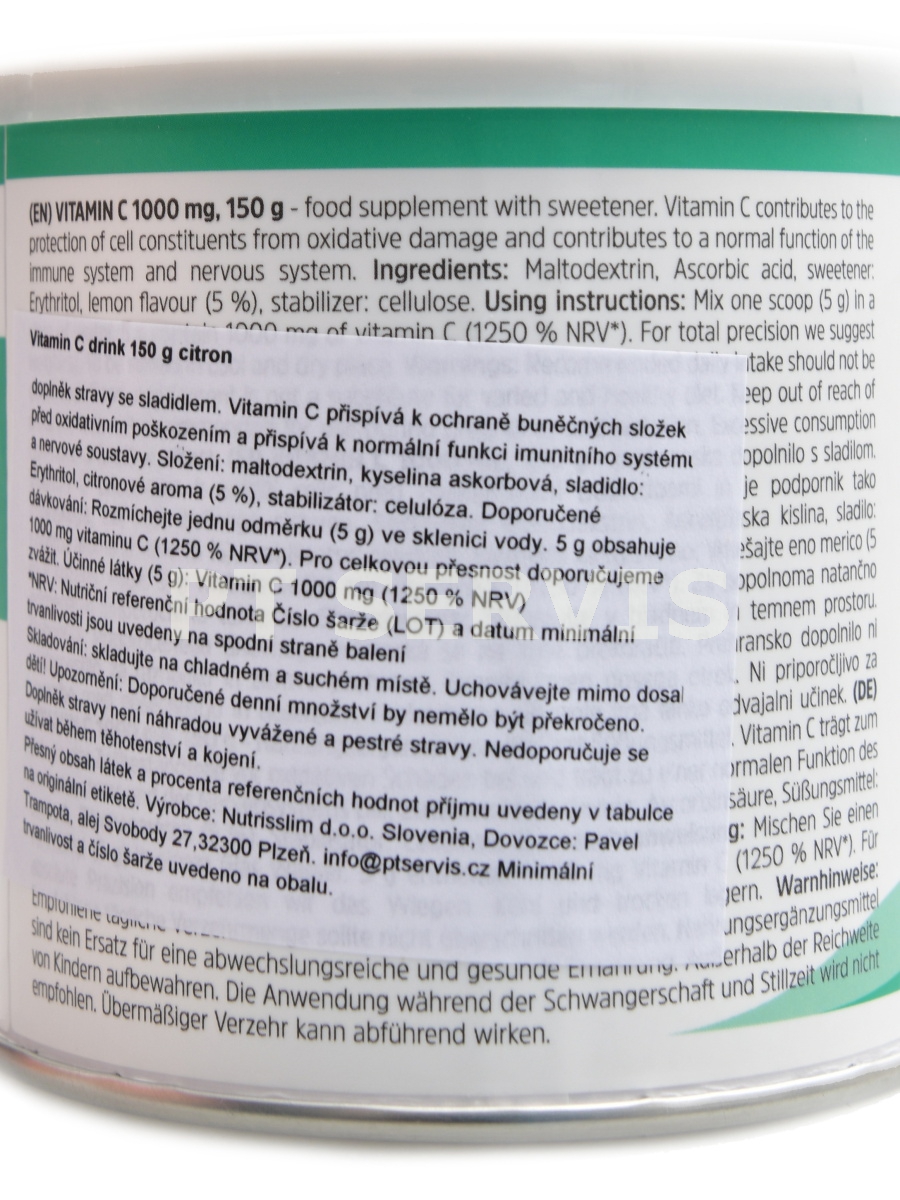 (EN) VITAMIN C 1000 mg, 150 g - food supplement with sweetener. Vitamin C contributes to the
protection of cell constituents from oxidative damage and contributes to a normal function of the
immune system and nervous system. Ingredients: Maltodextrin, Ascorbic acid, sweetener:
Erythritol, lemon flavour (5 %), stabilizer: cellulose. Using instructions: Mix one scoop (5 g) in a
1000 mg of vitamin C (1250 % NRV*). For total precision we suggest
Vitamin C drink 150 g citron
doplněk stravy se sladidlem. Vitamin C přispívá k ochraně buněčných složek
před oxidativním poškozením a přispívá k normální funkci imunitního systému
a nervové soustavy. Složení: maltodextrin, kyselina askorbová, sladidlo:
Erythritol, citronové aroma (5 %), stabilizátor: celulóza. Doporučené
dávkování: Rozmíchejte jednu odměrku (5 g) ve sklenici vody. 5 g obsahuje
1000 mg vitaminu C (1250 % NRV*). Pro celkovou přesnost doporučujeme
zvážit. Účinné látky (5 g): Vitamin C 1000 mg (1250 % NRV)
*NRV: Nutriční referenční hodnota Číslo šarže (LOT) a datum minimální
trvanlivosti jsou uvedeny na spodní straně balení
Skladování: skladujte na chladném a suchém místě. Uchovávejte mimo dosal
dětí! Upozornění: Doporučené denní množství by nemělo být překročeno.
Doplněk stravy není náhradou vyvážené a pestré stravy. Nedoporučuje se
užívat během těhotenství a kojení.
Přesný obsah látek a procenta referenčních hodnot příjmu uvedeny v tabulce
na originální etiketě. Výrobce: Nutrisslim d.o.o. Slovenia, Dovozce: Pavel
Trampota, alej Svobody 27,32300 Plzeň. info@ptservis.cz Minimální
trvanlivost a číslo šarže uvedeno na obalu.
PT SERVIS
take should not be
eep out of reach of
essive consumption
opolnilo s sladilom.
je podpornik tako
ska kislina, sladilo:
ešajte eno merico (5
opolnoma natančno
temnem prostoru.
ransko dopolnilo ni
. Ni priporočljivo za
dvajalni učinek. (DE)
. Vitamin C trägt zum
ormalen Funktion des
säure, Süßungsmittel:
g: Mischen Sie einen
(1250 % NRV*). Für
gern. Warnhinweise:
ungsergänzungsmittel
sind kein Ersatz für eine abwechslungsreiche und gesunde Ernährung. Außerhalb der Reichweite
von Kindern aufbewahren. Die Anwendung während der Schwangerschaft und Stillzeit wird nicht
empfohlen. Übermäßiger Verzehr kann abführend wirken.